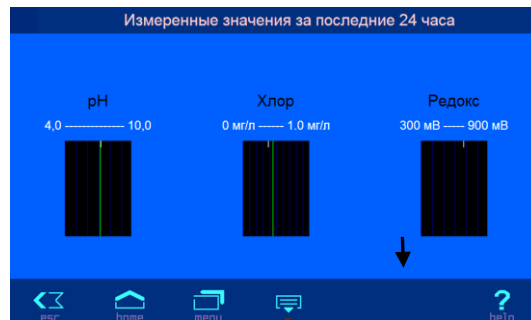 Измеренные значения за последние 24 часа
pH
Хлор
Редокс
4,0 -------------- 10,0
0 мг/л ------ 1.0 мг/л
300 мВ ----- 900 мВ
esc
home
menu
?
help